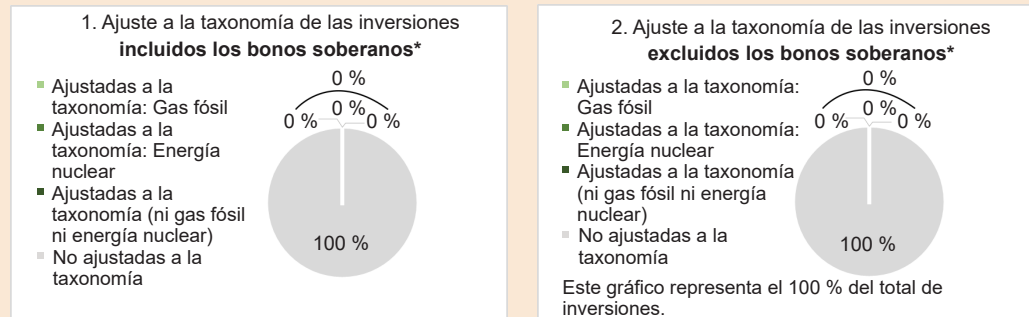 1. Ajuste a la taxonomía de las inversiones
incluidos los bonos soberanos*
Ajustadas a la
taxonomía: Gas fósil
Ajustadas a la
taxonomía: Energía
nuclear
Ajustadas a la
taxonomía (ni gas fósil
ni energía nuclear)
No ajustadas a la
taxonomía
0 %
0 %
0 %
0 %
100 %
2. Ajuste a la taxonomía de las inversiones
excluidos los bonos soberanos*
Ajustadas a la taxonomía:
Gas fósil
Ajustadas a la taxonomía:
Energía nuclear
Ajustadas a la taxonomía
(ni gas fósil ni energía
nuclear)
No ajustadas a la
taxonomía
0 %
0 %
0 %
0 %
100 %
Este gráfico representa el 100 % del total de
inversiones.